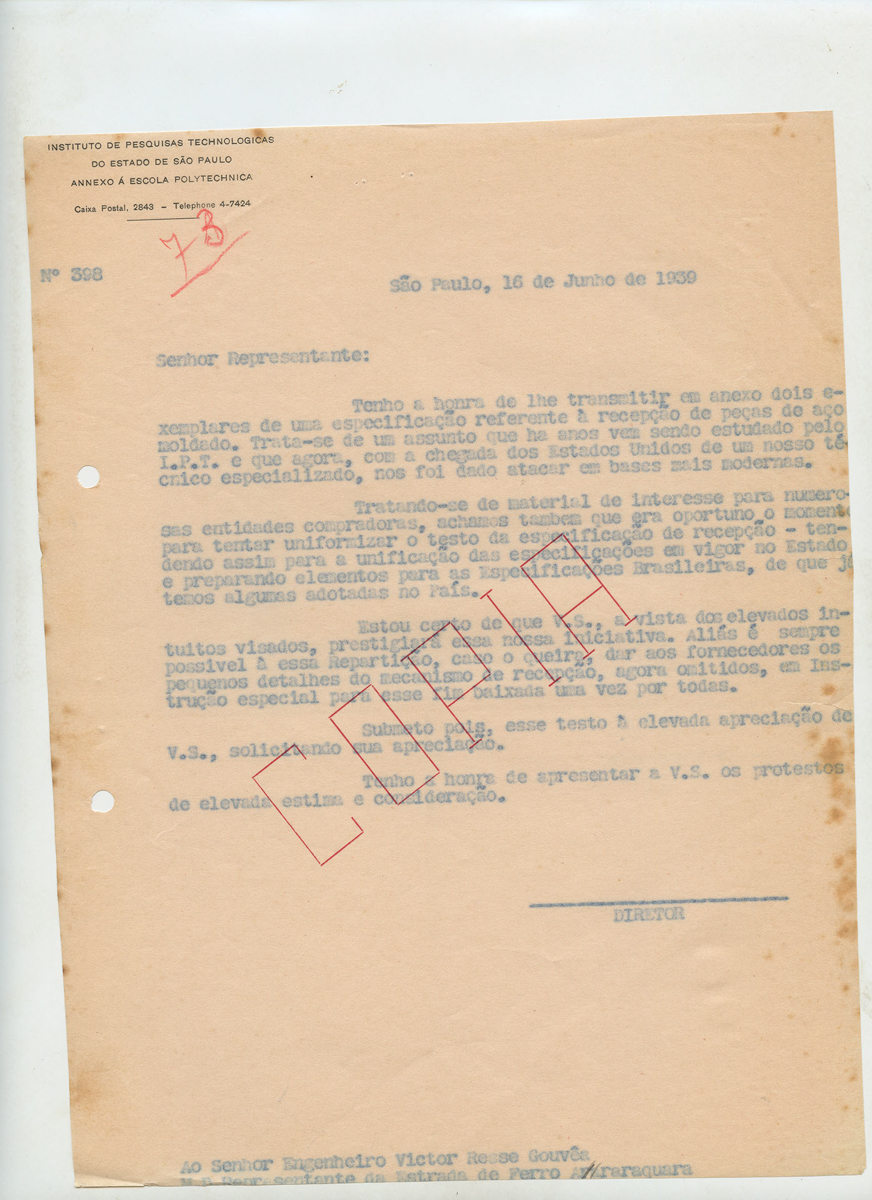 INSTITUTO DE PESQUISAS TECHNOLOGICAS
DO ESTADO DE SÃO PAULO
ANNEXO Á ESCOLA POLYTECHNICA
Caixa Postal, 2843 – Telephone 4-7424
73
Nº 398
São Paulo, 16 de Junho de 1939
Senhor Representante:
Tenho a honra de lhe transmitir em anexo dois e-
xemplares de uma especificação referente à recepção de peças de aço
moldado. Trata-se de um assunto que ha anos vem sendo estudado pelo
I.P.T. e que agora, com a chegada dos Estados Unidos de um nosso té
cnico especializado, nos foi dado atacar em bases mais modernas.
Tratando-se de material de interesse para numero-
sas entidades compradoras, achamos tambem que era oportuno o momento
para tentar uniformizar o testo da especificação de recepção - ten-
dendo assim para a unificação das especificações em vigor no Estado
e preparando elementos para as Especificações Brasileiras, de que já
temos algumas adotadas no País.
Estou certo de que V.S., a vista dos elevados in-
tuitos visados, prestigiará essa nossa iniciativa. Aliás é sempre
possivel à essa Repartição, caso o queira, dar aos fornecedores os
pequenos detalhes do mecanismo de recepção, agora omitidos, em Ins-
trução especial para esse fim baixada uma vez por todas.
Submeto pois, esse testo à elevada apreciação de
V.S., solicitando sua apreciação.
Tenho a honra de apresentar a V.S. os protestos
de elevada estima e consideração.
COPIA
DIRETOR
Ao Senhor Engenheiro Victor Resse Gouvêa
M.D. Representante da Estrada de Ferro Araraquara